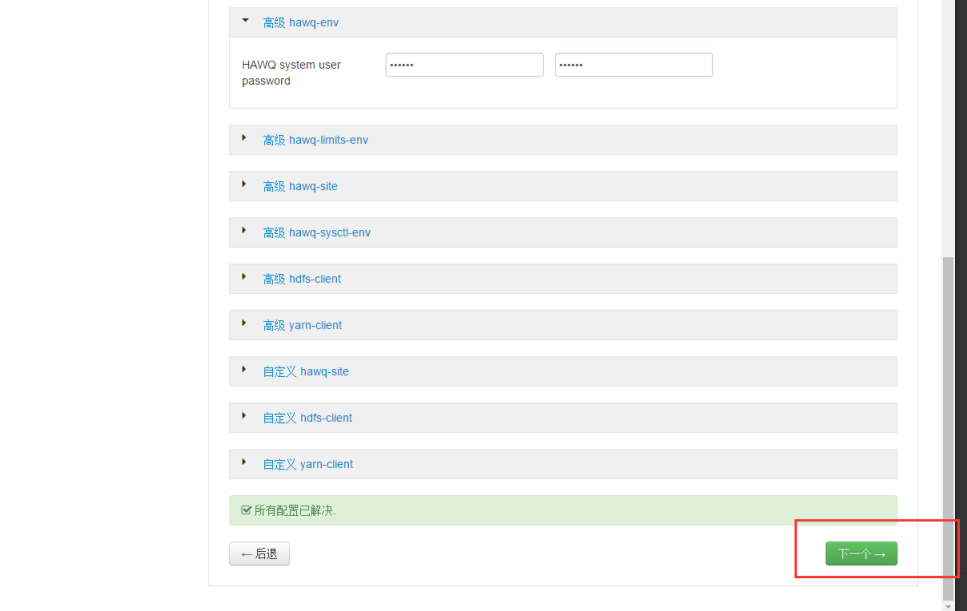 高级 hawq-env
HAWQ system user
password
•••••• ••••••
高级 hawq-limits-env
高级 hawq-site
高级 hawq-sysctl-env
高级 hdfs-client
高级 yarn-client
自定义 hawq-site
自定义 hdfs-client
自定义 yarn-client
所有配置已解决.
←后退
下一个→